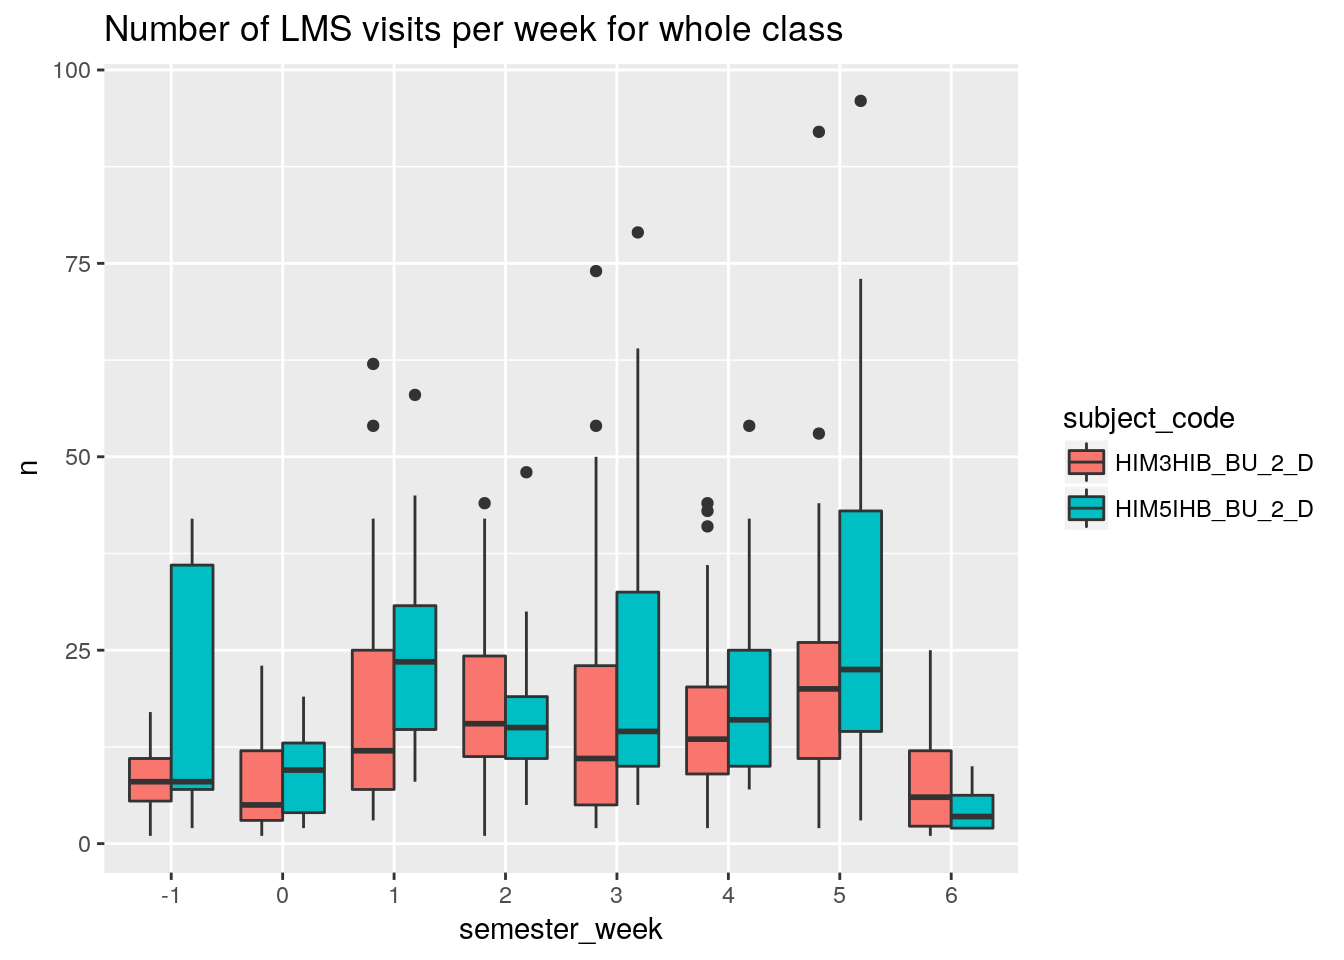 Number of LMS visits per week for whole class
100
75
50
25
0
n
-1 0 1 2 3 4 5 6
semester_week
subject_code
HIM3HIB_BU_2_D
HIM5IHB_BU_2_D